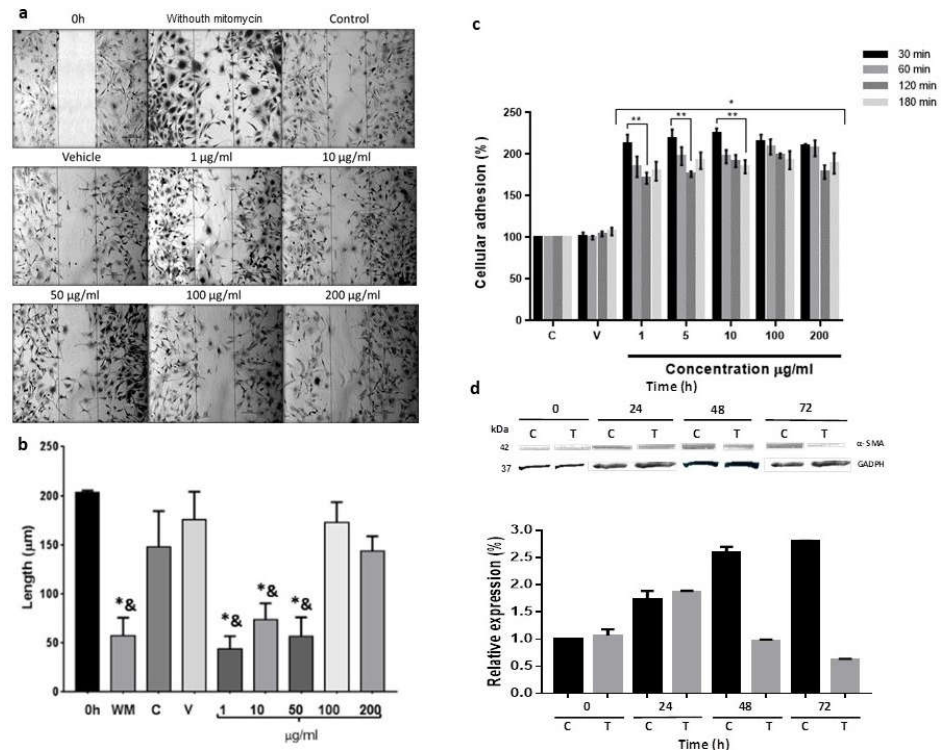 a
0h Withouth mitomycin Control
Vehicle 1 µg/ml 10 µg/ml
50 µg/ml 100 µg/ml 200 µg/ml
b
Length (µm)
250
200
150
100
50
0
*& *& *& *&
0h WM C V 1 10 50 100 200
µg/ml
c
30 min
60 min
120 min
180 min
Cellular adhesion (%)
250
200
150
100
50
0
*
** ** **
C V 1 5 10 100 200
Concentration µg/ml
Time (h)
d
0 24 48 72
kDa C T C T C T C T
42 α-SMA
37 GADPH
Relative expression (%)
3.0
2.5
2.0
1.5
1.0
0.5
0.0
0 24 48 72
C T C T C T C T
Time (h)